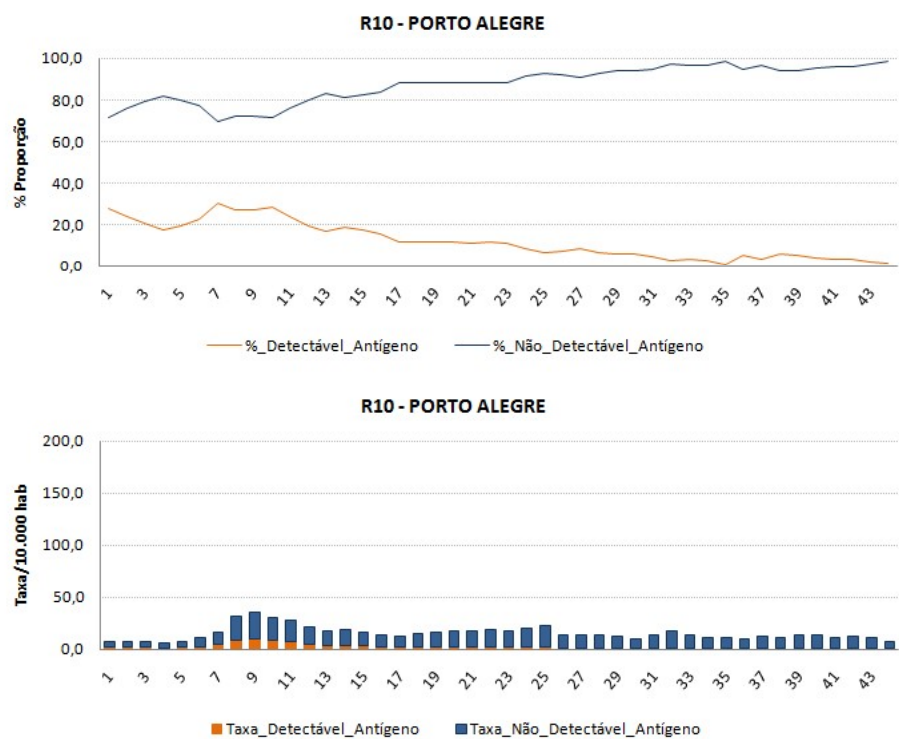 R10 - PORTO ALEGRE
% Proporção
100,0
80,0
60,0
40,0
20,0
0,0
1 3 5 7 9 11 13 15 17 19 21 23 25 27 29 31 33 35 37 39 41 43
%_Detectável_Antígeno %_Não_Detectável_Antígeno
R10 - PORTO ALEGRE
Taxa/10.000 hab
200,0
150,0
100,0
50,0
0,0
1 3 5 7 9 11 13 15 17 19 21 23 25 27 29 31 33 35 37 39 41 43
Taxa_Detectável_Antígeno Taxa_Não_Detectável_Antígeno